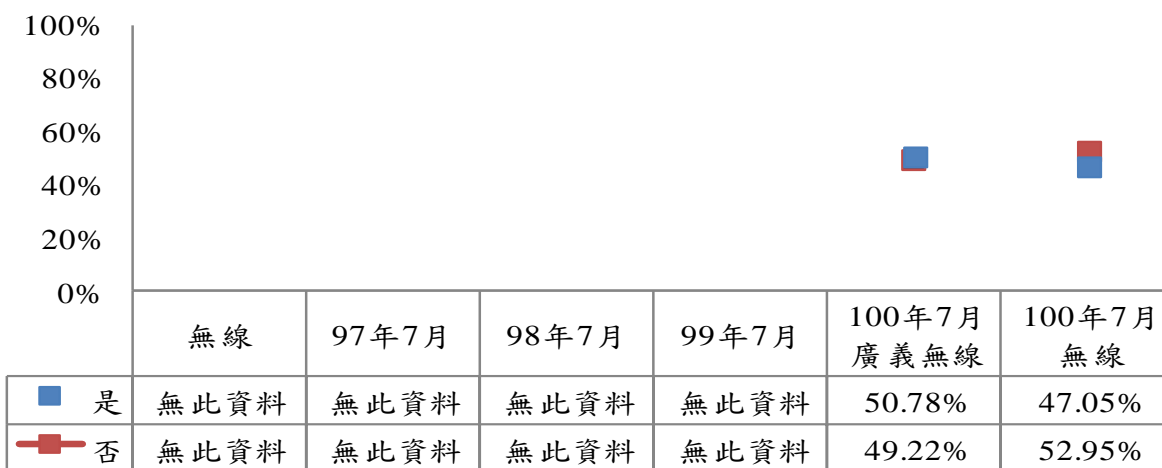 100%
80%
60%
40%
20%
0%
無線 97年7月 98年7月 99年7月 100年7月 廣義無線 100年7月 無線
是 無此資料 無此資料 無此資料 無此資料 50.78% 47.05%
否 無此資料 無此資料 無此資料 無此資料 49.22% 52.95%